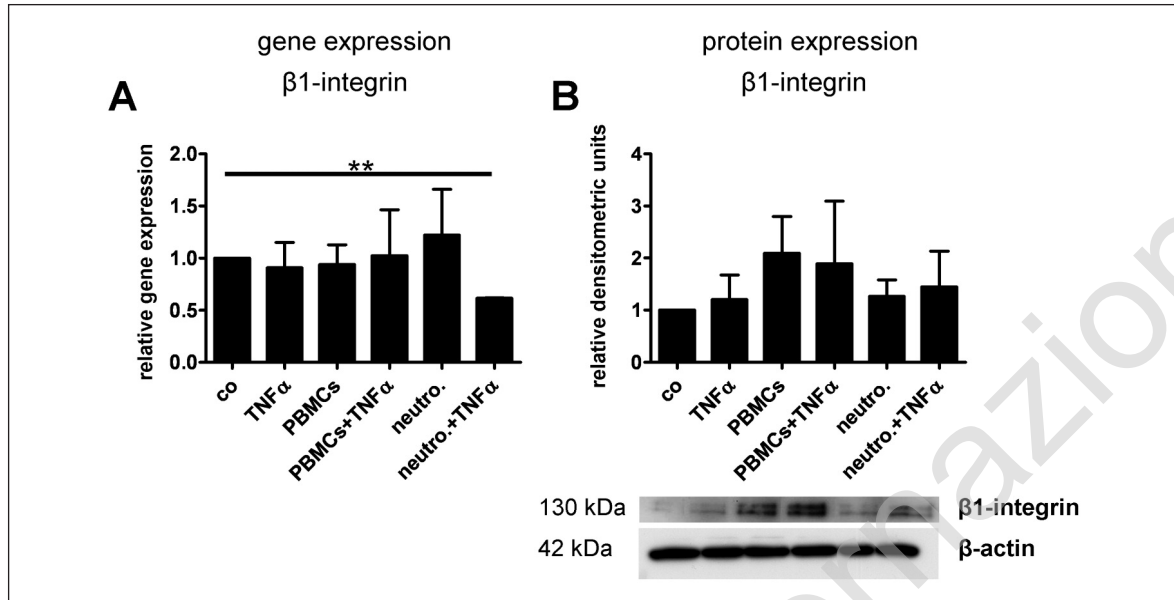 gene expression
β1-integrin
protein expression
β1-integrin
A
B
relative gene expression
2.0
1.5
1.0
0.5
0.0
**
co
TNFα
PBMCs
PBMCs+TNFα
neutro.
neutro.+TNFα
relative densitometric units
4
3
2
1
0
co
TNFα
PBMCs
PBMCs+TNFα
neutro.
neutro.+TNFα
130 kDa
β1-integrin
42 kDa
β-actin